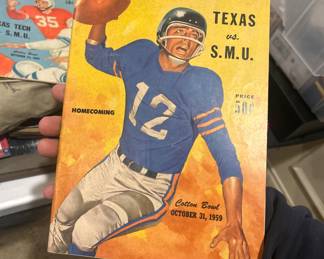 35
TEXAS TECH
S.M.U.
TEXAS
vs.
S.M.U.
PRICE
50¢
HOMECOMING
12
Cotton Bowl
OCTOBER 31, 1959